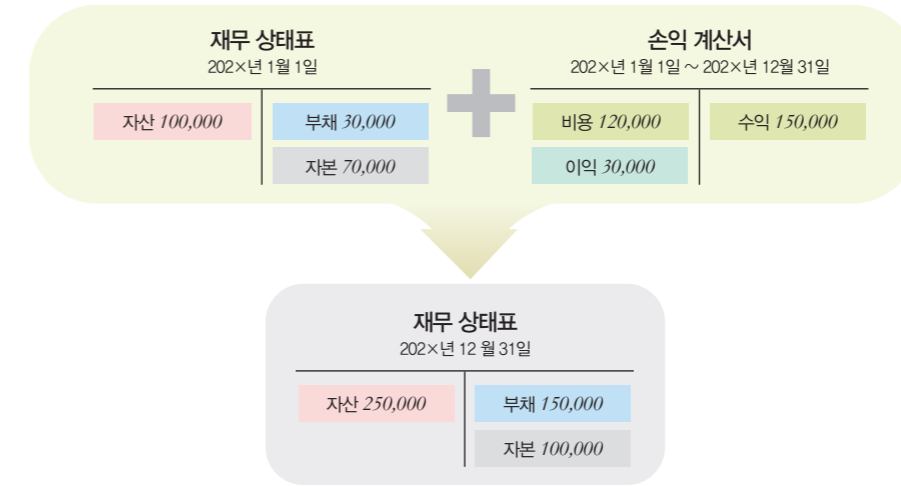 재무 상태표
202×년 1월 1일
자산 100,000
부채 30,000
자본 70,000
손익 계산서
202×년 1월 1일 ~ 202×년 12월 31일
비용 120,000
수익 150,000
이익 30,000
재무 상태표
202×년 12 월 31일
자산 250,000
부채 150,000
자본 100,000